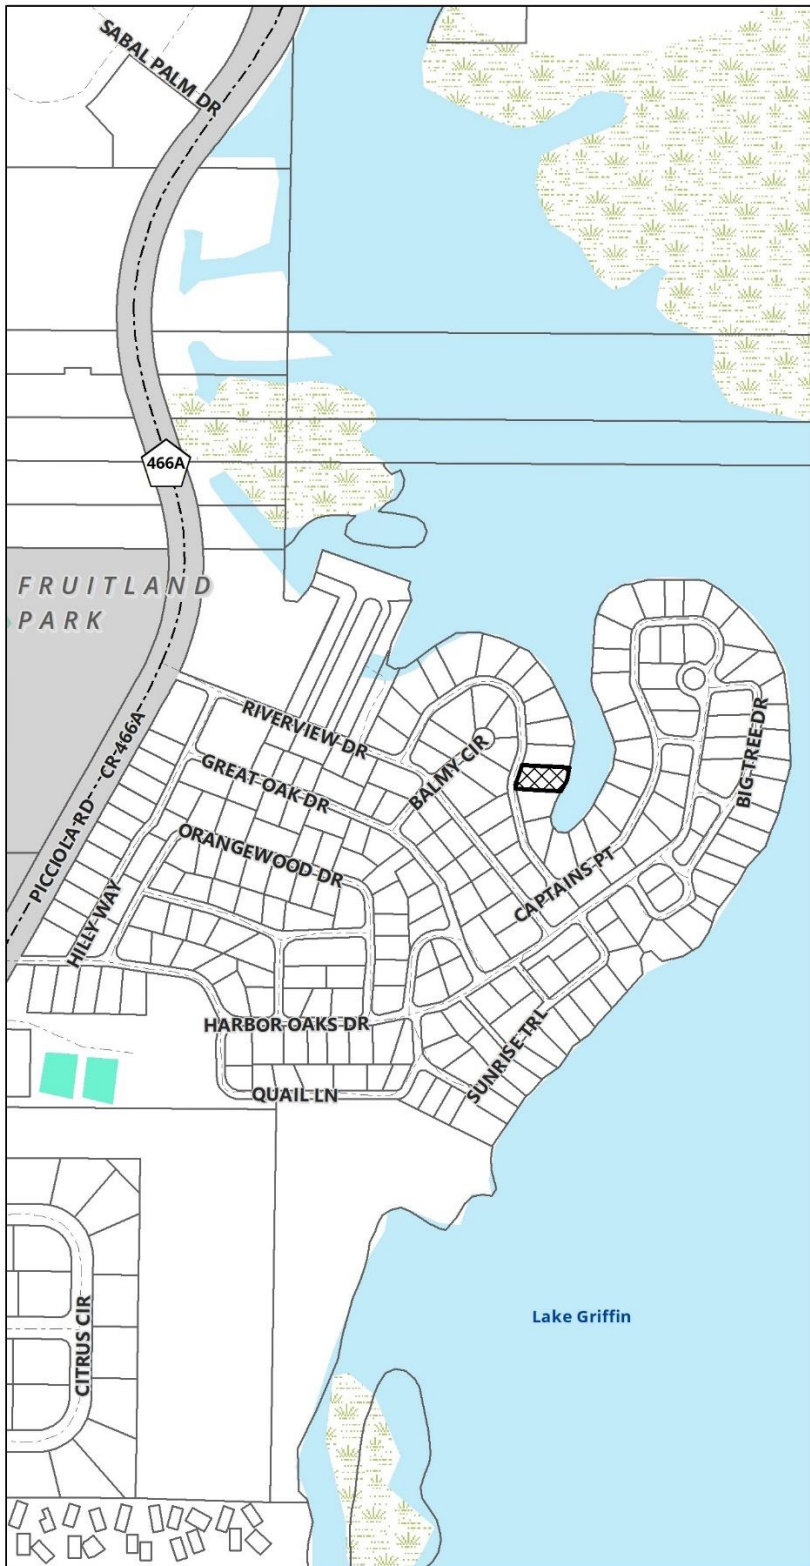 SABAL PALM DR
466A
FRUITLAND
PARK
RIVERVIEW DR
GREAT OAK DR
BALMY CIR
BIG TREE DR
ORANGEWOOD DR
PICCIOLA RD CR 466A
CAPTAINS PT
HILLY WAY
HARBOR OAKS DR
SUNRISE TRL
QUAIL LN
Lake Griffin
CITRUS CIR